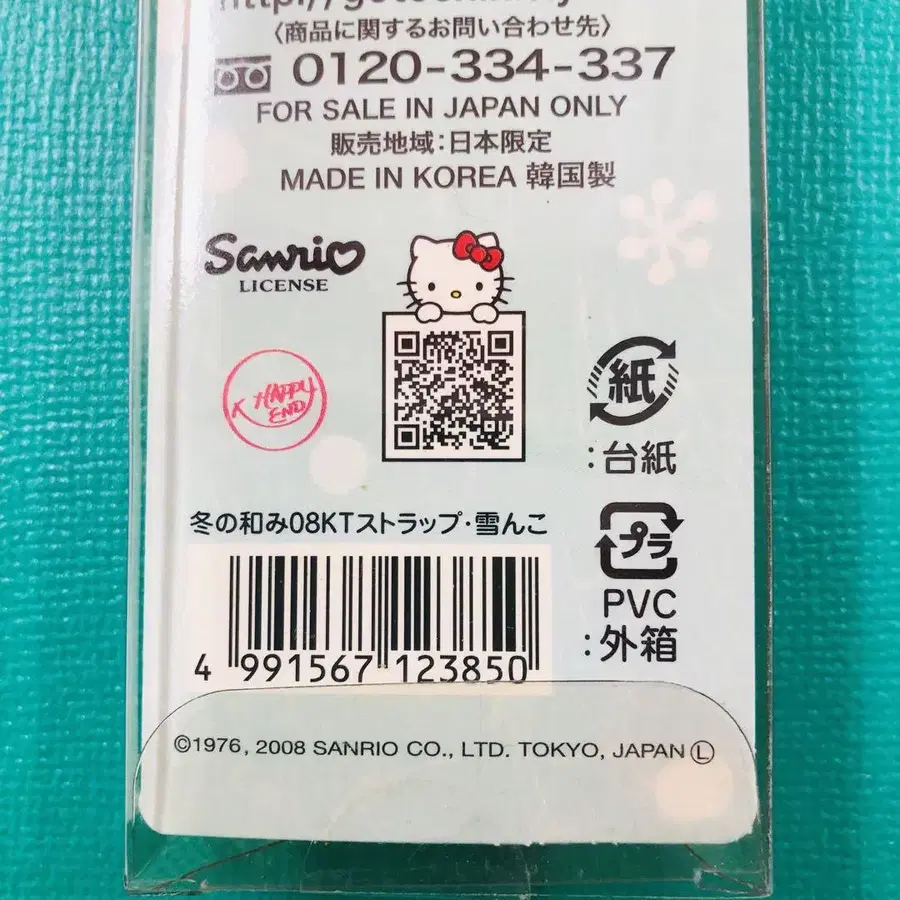 〈商品に関するお問い合わせ先〉
0120-334-337
FOR SALE IN JAPAN ONLY
販売地域：日本限定
MADE IN KOREA 韓国製
Sanrio
LICENSE
K HAPPY
END
紙
：台紙
冬の和み08KTストラップ・雪んこ
プラ
PVC
：外箱
4 991567 123850
©1976, 2008 SANRIO CO., LTD. TOKYO, JAPAN Ⓛ